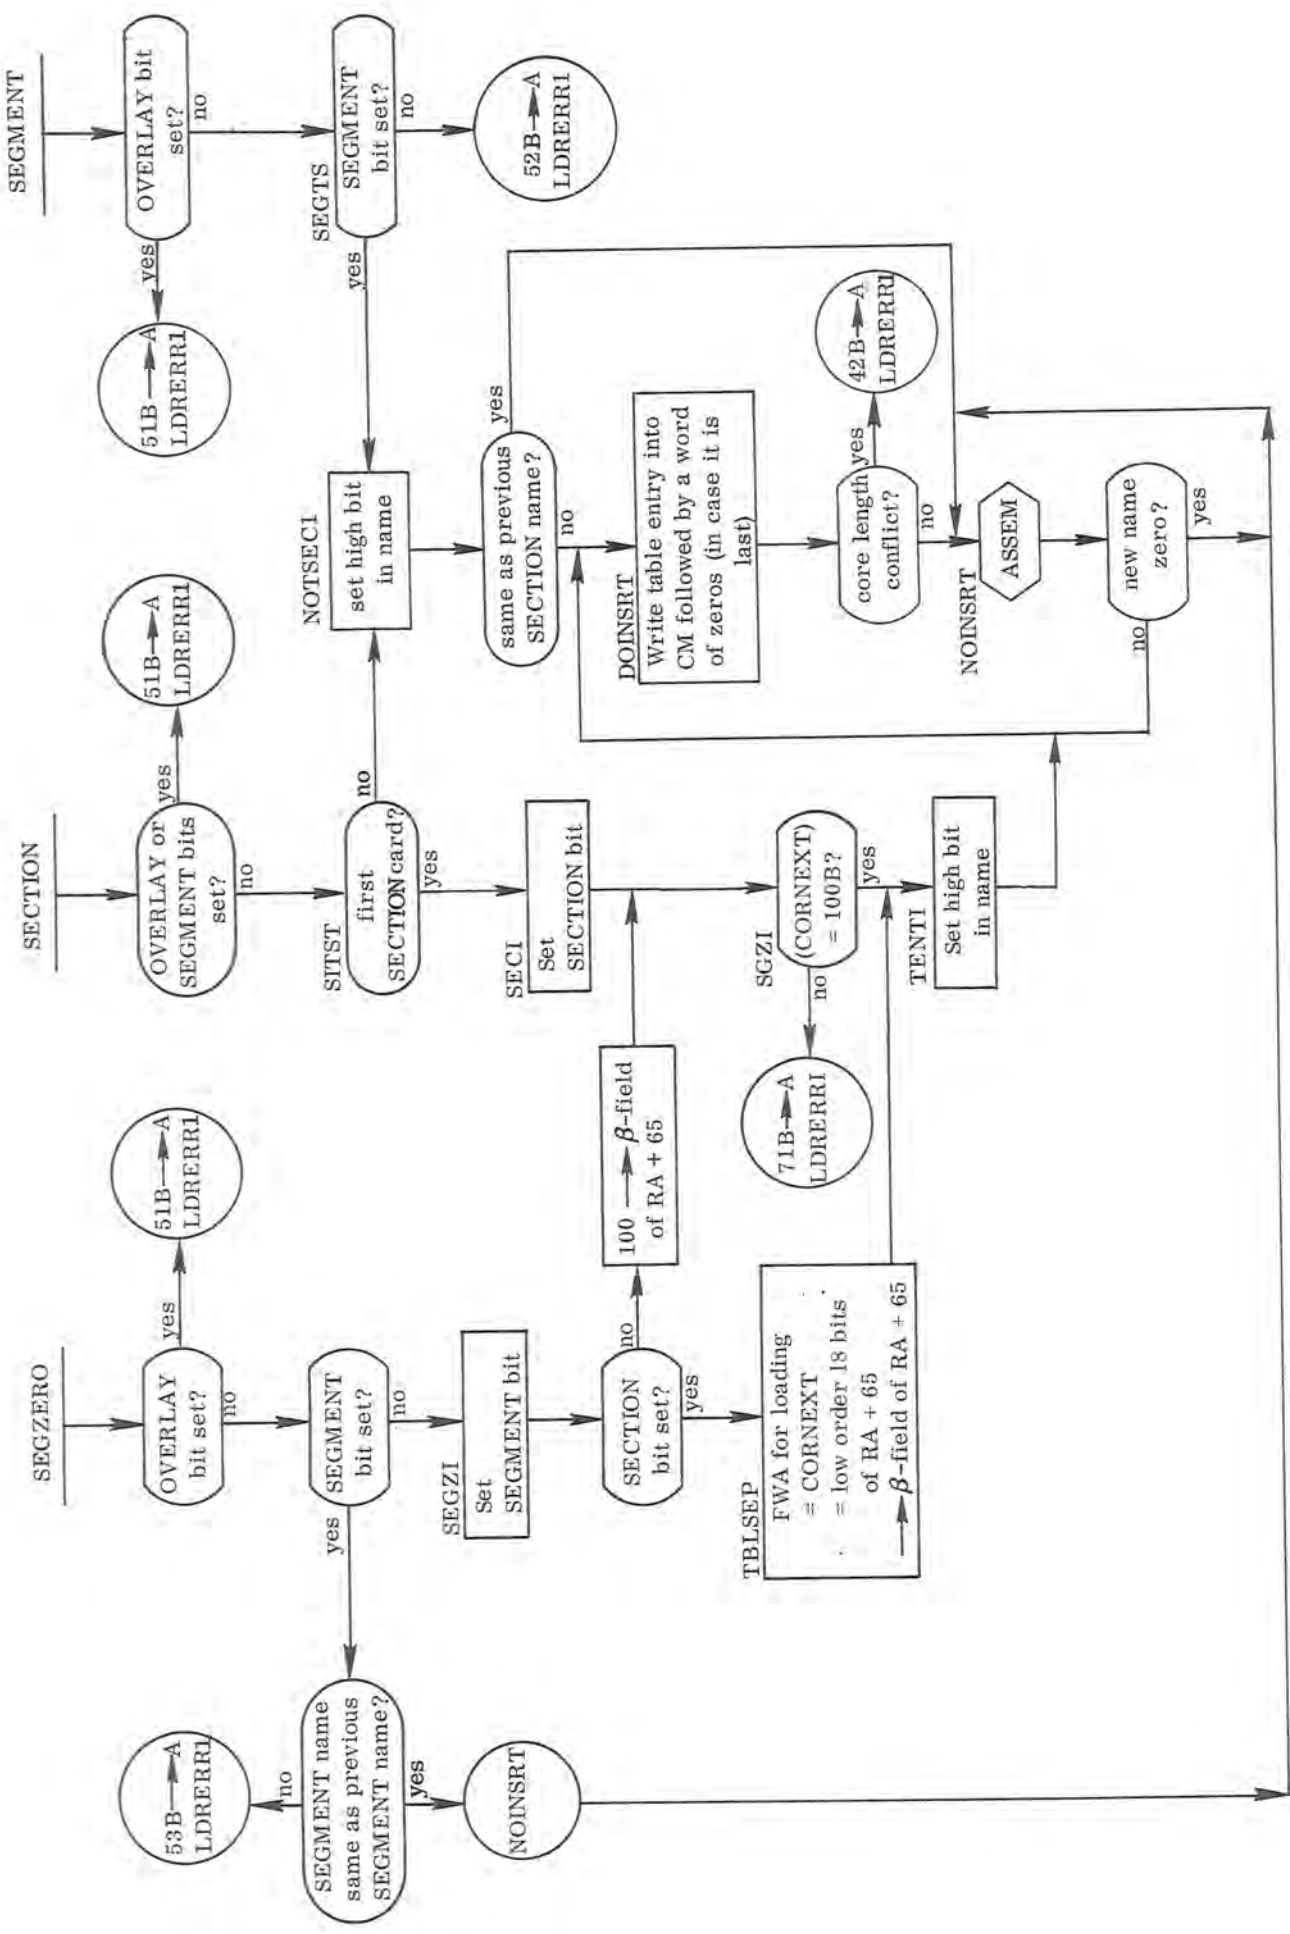 SEGZERO
OVERLAY
bit set?
yes
51B → A
LDRERR1
no
SEGMENT
bit set?
yes
SEGMENT name
same as previous
SEGMENT name?
no
53B → A
LDRERR1
yes
NOINSRT
no
SEGZI
Set
SEGMENT bit
SECTION
bit set?
no
100 → β-field
of RA + 65
yes
TBLSEP
FWA for loading
= CORNEXT
= low order 18 bits
of RA + 65
→ β-field of RA + 65
SECTION
OVERLAY or
SEGMENT bits
set?
yes
51B → A
LDRERR1
no
SITST
first
SECTION card?
no
yes
SECI
Set
SECTION bit
SGZI
(CORNEXT)
= 100B?
no
71B → A
LDRERRI
yes
TENTI
Set high bit
in name
SEGMENT
OVERLAY bit
set?
yes
51B → A
LDRERR1
no
SEGTS
SEGMENT
bit set?
no
52B → A
LDRERR1
yes
NOTSECI
set high bit
in name
same as previous
SECTION name?
yes
no
DOINSRT
Write table entry into
CM followed by a word
of zeros (in case it is
last)
core length
conflict?
yes
42B → A
LDRERR1
no
NOINSRT
ASSEM
new name
zero?
no
yes